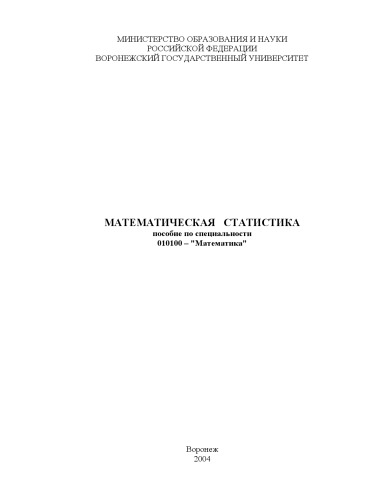 МИНИСТЕРСТВО ОБРАЗОВАНИЯ И НАУКИ
РОССИЙСКОЙ ФЕДЕРАЦИИ
ВОРОНЕЖСКИЙ ГОСУДАРСТВЕННЫЙ УНИВЕРСИТЕТ
МАТЕМАТИЧЕСКАЯ СТАТИСТИКА
пособие по специальности
010100 – "Математика"
Воронеж
2004